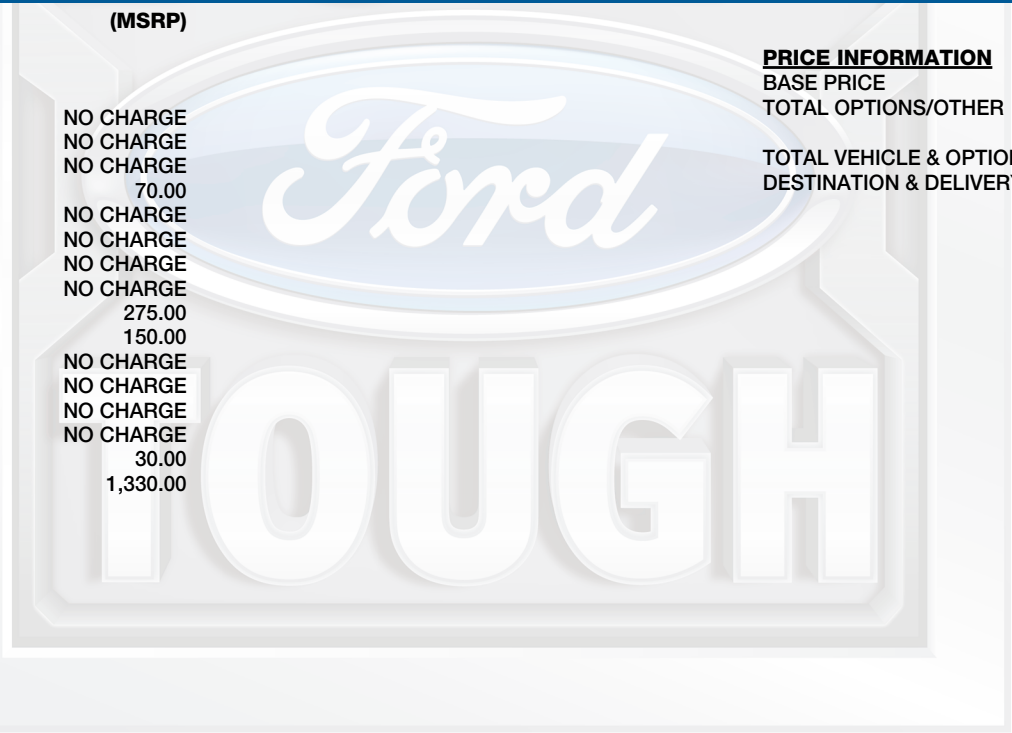 (MSRP)
NO CHARGE
NO CHARGE
NO CHARGE
70.00
NO CHARGE
NO CHARGE
NO CHARGE
NO CHARGE
275.00
150.00
NO CHARGE
NO CHARGE
NO CHARGE
NO CHARGE
30.00
1,330.00
PRICE INFORMATION
BASE PRICE
TOTAL OPTIONS/OTHER
TOTAL VEHICLE & OPTION
DESTINATION & DELIVERY
Ford
TOUGH